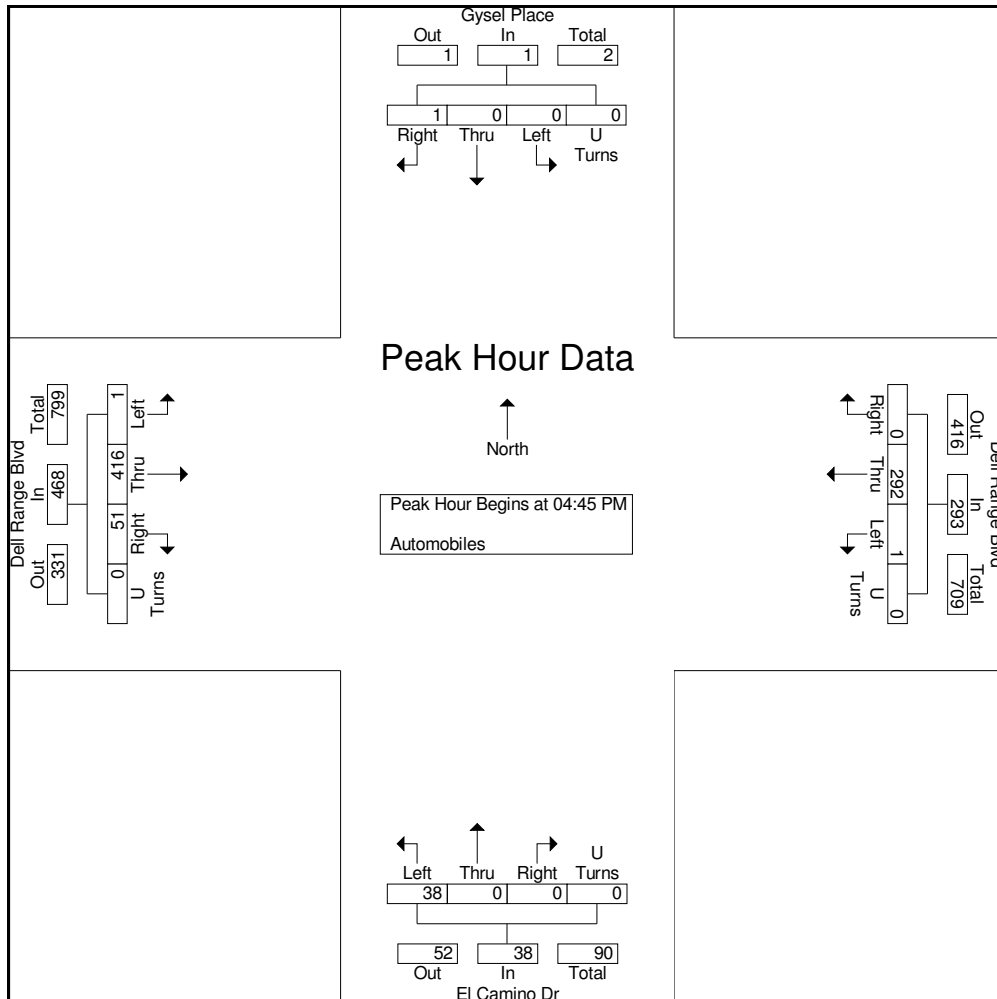 Gysel Place
Out In Total
1 1 2
1 0 0 0
Right Thru Left U Turns
Peak Hour Data
North
Peak Hour Begins at 04:45 PM
Automobiles
Dell Range Blvd
Out In Total
331 468 799
1 416 51 0
Left Thru Right U Turns
Dell Range Blvd
Out In Total
416 293 709
0 292 1 0
Right Thru Left U Turns
Left Thru Right U Turns
38 0 0 0
52 38 90
Out In Total
El Camino Dr